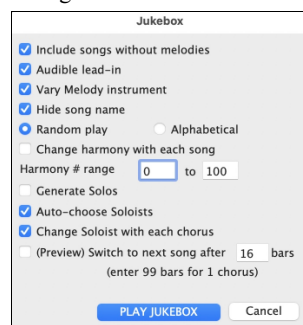 Jukebox
Include songs without melodies
Audible lead-in
Vary Melody instrument
Hide song name
Random play Alphabetical
Change harmony with each song
Harmony # range 0 to 100
Generate Solos
Auto-choose Soloists
Change Soloist with each chorus
(Preview) Switch to next song after 16 bars
(enter 99 bars for 1 chorus)
PLAY JUKEBOX Cancel